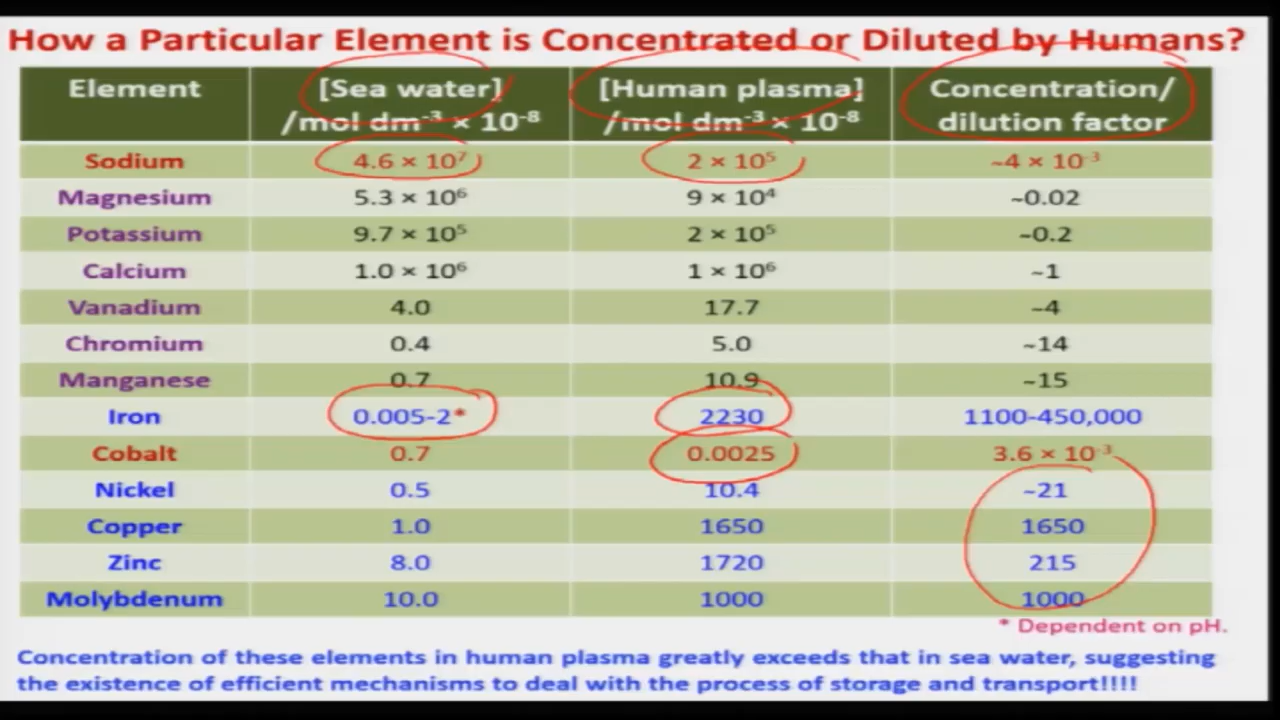 How a Particular Element is Concentrated or Diluted by Humans?
Element [Sea water] /mol dm⁻³ × 10⁻⁸ [Human plasma] /mol dm⁻³ × 10⁻⁸ Concentration/ dilution factor
Sodium 4.6 × 10⁷ 2 × 10⁵ ~4 × 10⁻³
Magnesium 5.3 × 10⁶ 9 × 10⁴ ~0.02
Potassium 9.7 × 10⁵ 2 × 10⁵ ~0.2
Calcium 1.0 × 10⁶ 1 × 10⁶ ~1
Vanadium 4.0 17.7 ~4
Chromium 0.4 5.0 ~14
Manganese 0.7 10.9 ~15
Iron 0.005-2* 2230 1100-450,000
Cobalt 0.7 0.0025 3.6 × 10⁻³
Nickel 0.5 10.4 ~21
Copper 1.0 1650 1650
Zinc 8.0 1720 215
Molybdenum 10.0 1000 1000
* Dependent on pH.
Concentration of these elements in human plasma greatly exceeds that in sea water, suggesting
the existence of efficient mechanisms to deal with the process of storage and transport!!!!